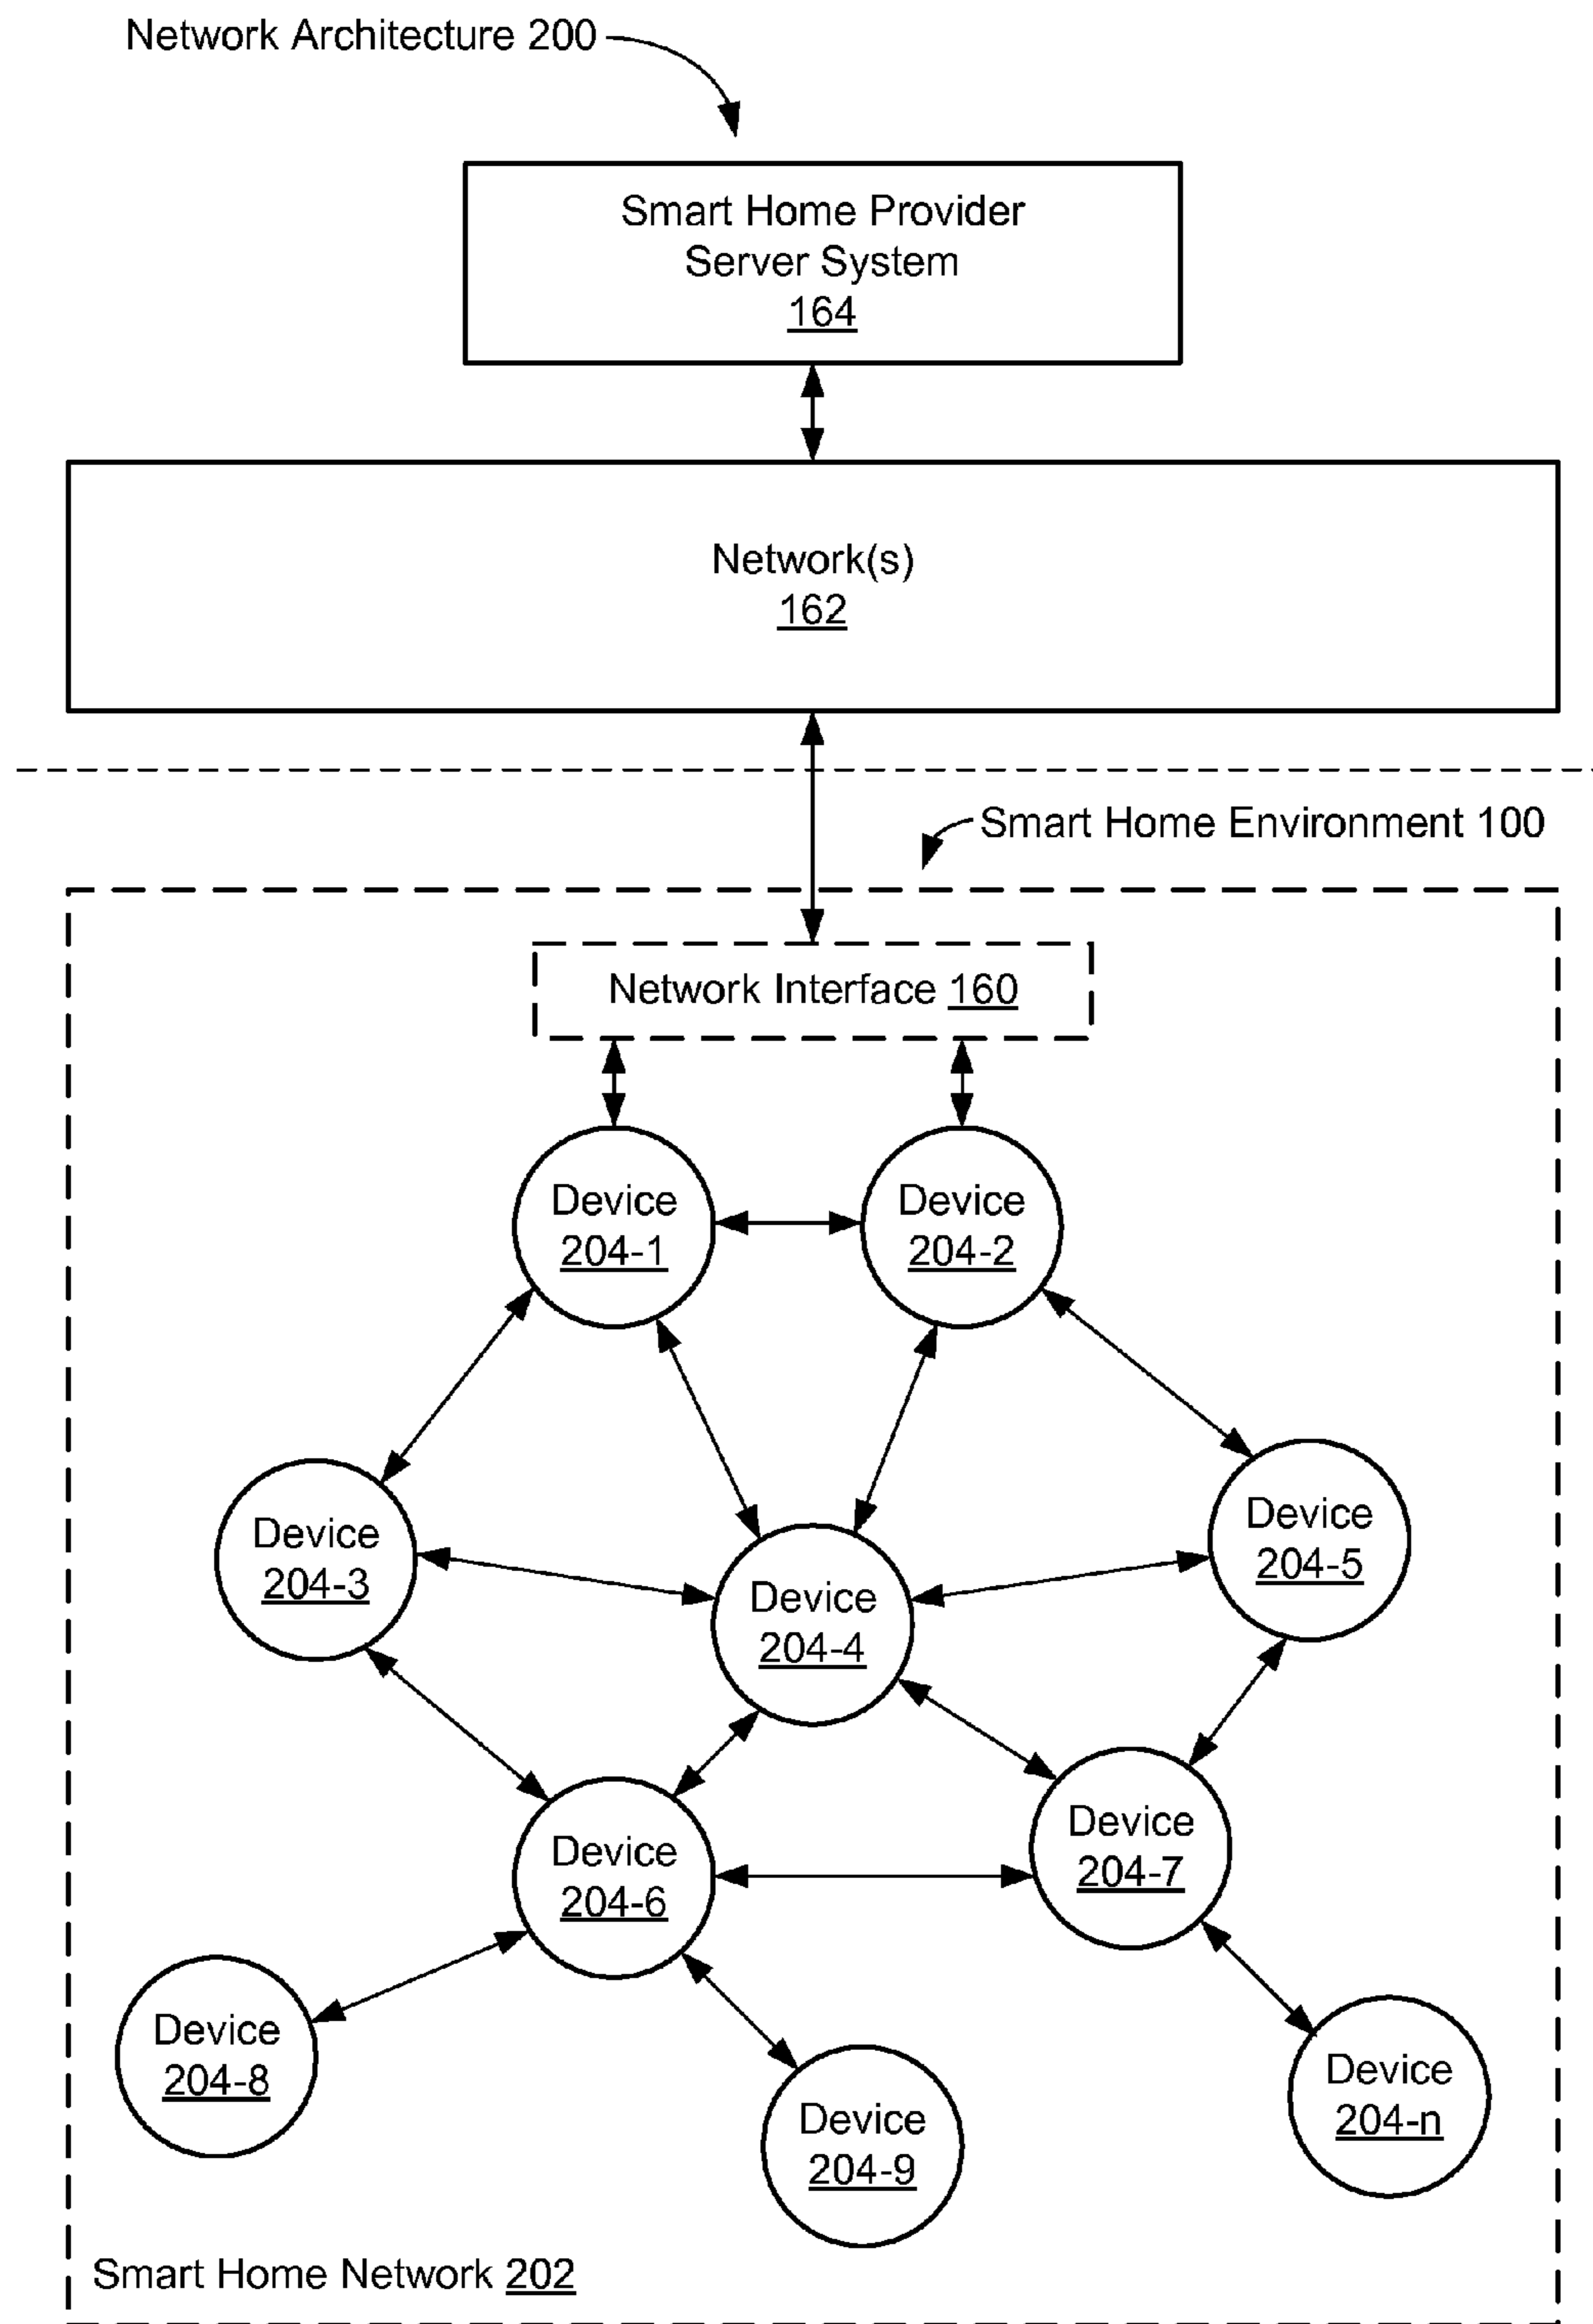 Network Architecture 200
Smart Home Provider
Server System
164
Network(s)
162
Smart Home Environment 100
Network Interface 160
Device
204-1
Device
204-2
Device
204-3
Device
204-4
Device
204-5
Device
204-6
Device
204-7
Device
204-8
Device
204-9
Device
204-n
Smart Home Network 202